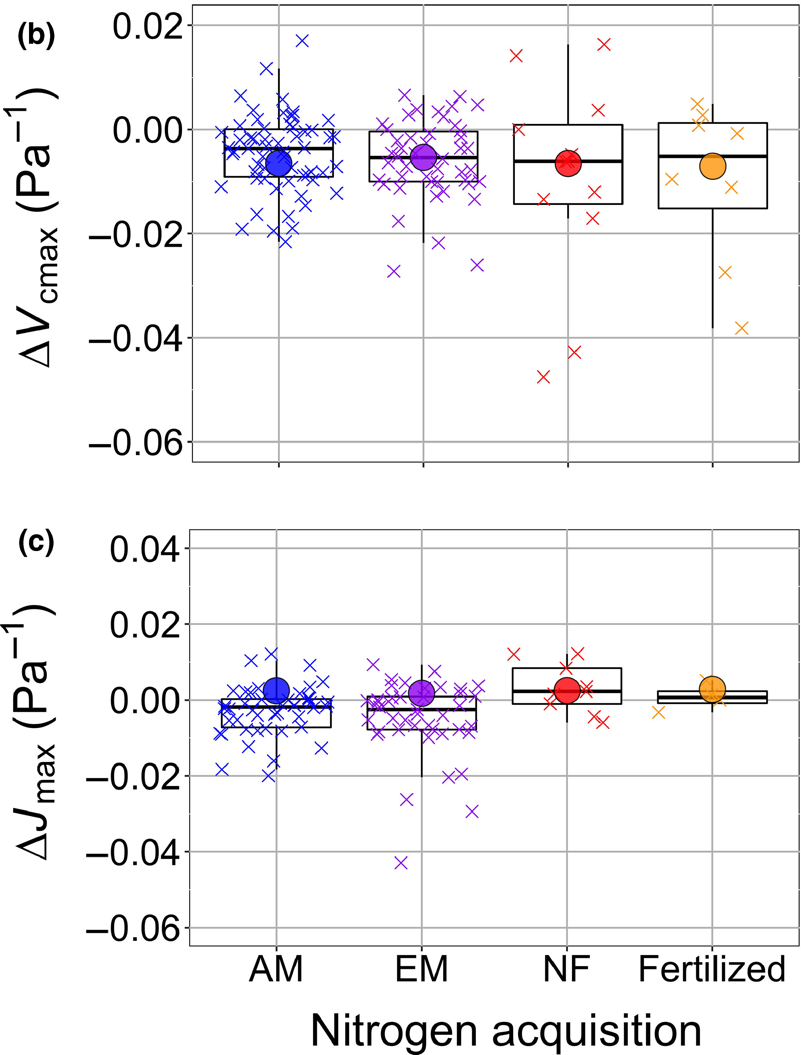 (b)
ΔVcmax (Pa⁻¹)
0.02
0.00
−0.02
−0.04
−0.06
(c)
ΔJmax (Pa⁻¹)
0.04
0.02
0.00
−0.02
−0.04
−0.06
AM EM NF Fertilized
Nitrogen acquisition